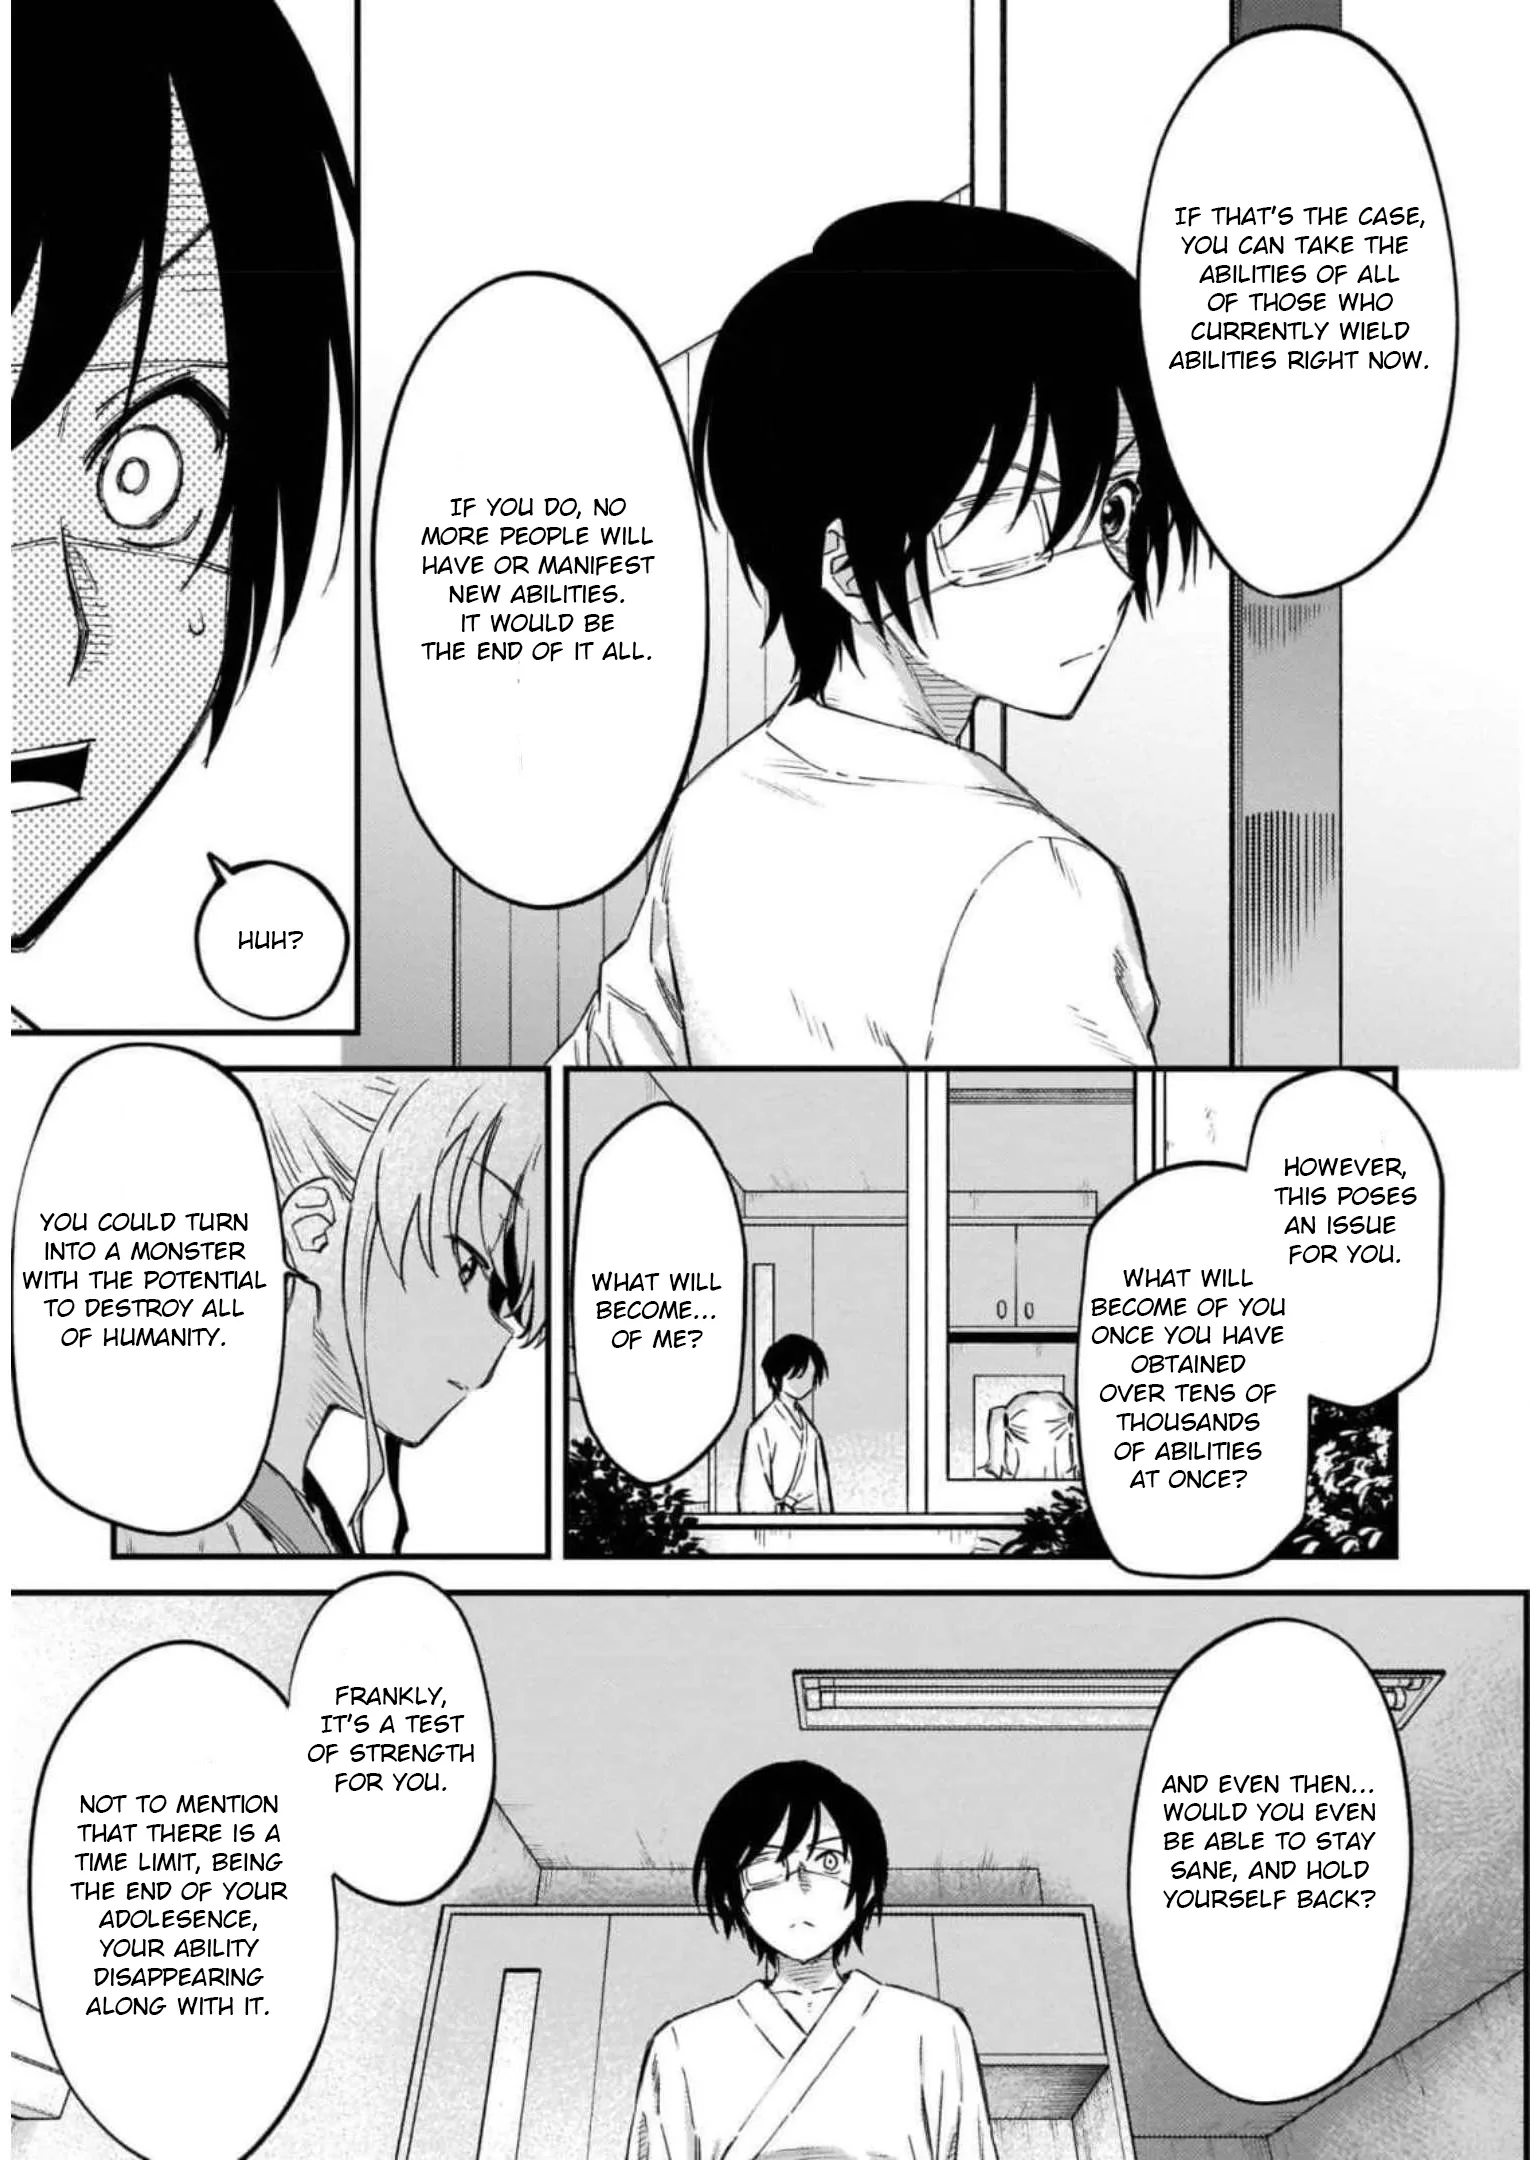 IF THAT'S THE CASE,
YOU CAN TAKE THE
ABILITIES OF ALL
OF THOSE WHO
CURRENTLY WIELD
ABILITIES RIGHT NOW.
IF YOU DO, NO
MORE PEOPLE WILL
HAVE OR MANIFEST
NEW ABILITIES.
IT WOULD BE
THE END OF IT ALL.
HUH?
HOWEVER,
THIS POSES
AN ISSUE
FOR YOU.
WHAT WILL
BECOME OF YOU
ONCE YOU HAVE
OBTAINED
OVER TENS OF
THOUSANDS
OF ABILITIES
AT ONCE?
WHAT WILL
BECOME...
OF ME?
YOU COULD TURN
INTO A MONSTER
WITH THE POTENTIAL
TO DESTROY ALL
OF HUMANITY.
AND EVEN THEN...
WOULD YOU EVEN
BE ABLE TO STAY
SANE, AND HOLD
YOURSELF BACK?
FRANKLY,
IT'S A TEST
OF STRENGTH
FOR YOU.
NOT TO MENTION
THAT THERE IS A
TIME LIMIT, BEING
THE END OF YOUR
ADOLESENCE,
YOUR ABILITY
DISAPPEARING
ALONG WITH IT.